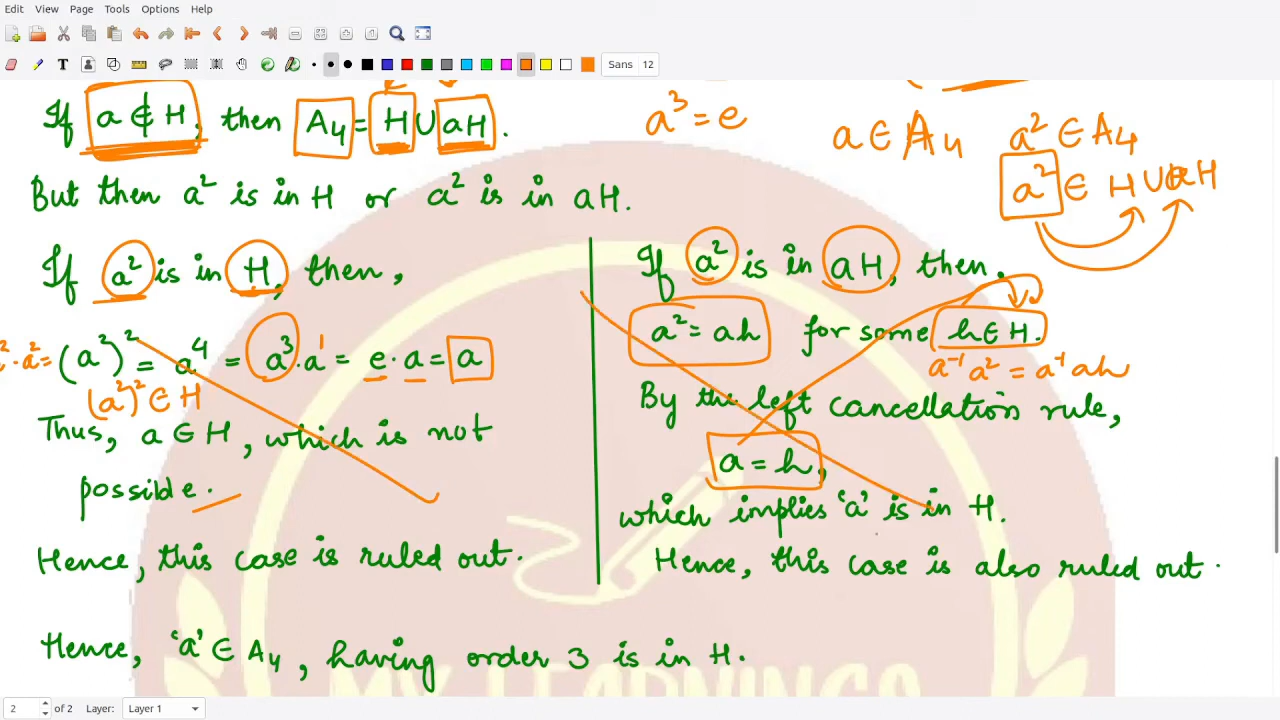 Edit View Page Tools Options Help
Sans 12
If a ∉ H, then A₄ = H ∪ aH.
a³ = e
a ∈ A₄ a² ∈ A₄
a² ∈ H ∪ aH
But then a² is in H or a² is in aH.
If a² is in H, then,
a² = (a²)² = a⁴ = a³·a¹ = e·a = a
(a²)² ∈ H
Thus, a ∈ H, which is not
possible.
Hence, this case is ruled out.
If a² is in aH, then,
a² = ah for some h ∈ H.
a⁻¹a² = a⁻¹ah
By the left cancellation rule,
a = h,
which implies 'a' is in H.
Hence, this case is also ruled out.
Hence, 'a' ∈ A₄, having order 3 is in H.
MY LEARNINGS
2 of 2 Layer: Layer 1